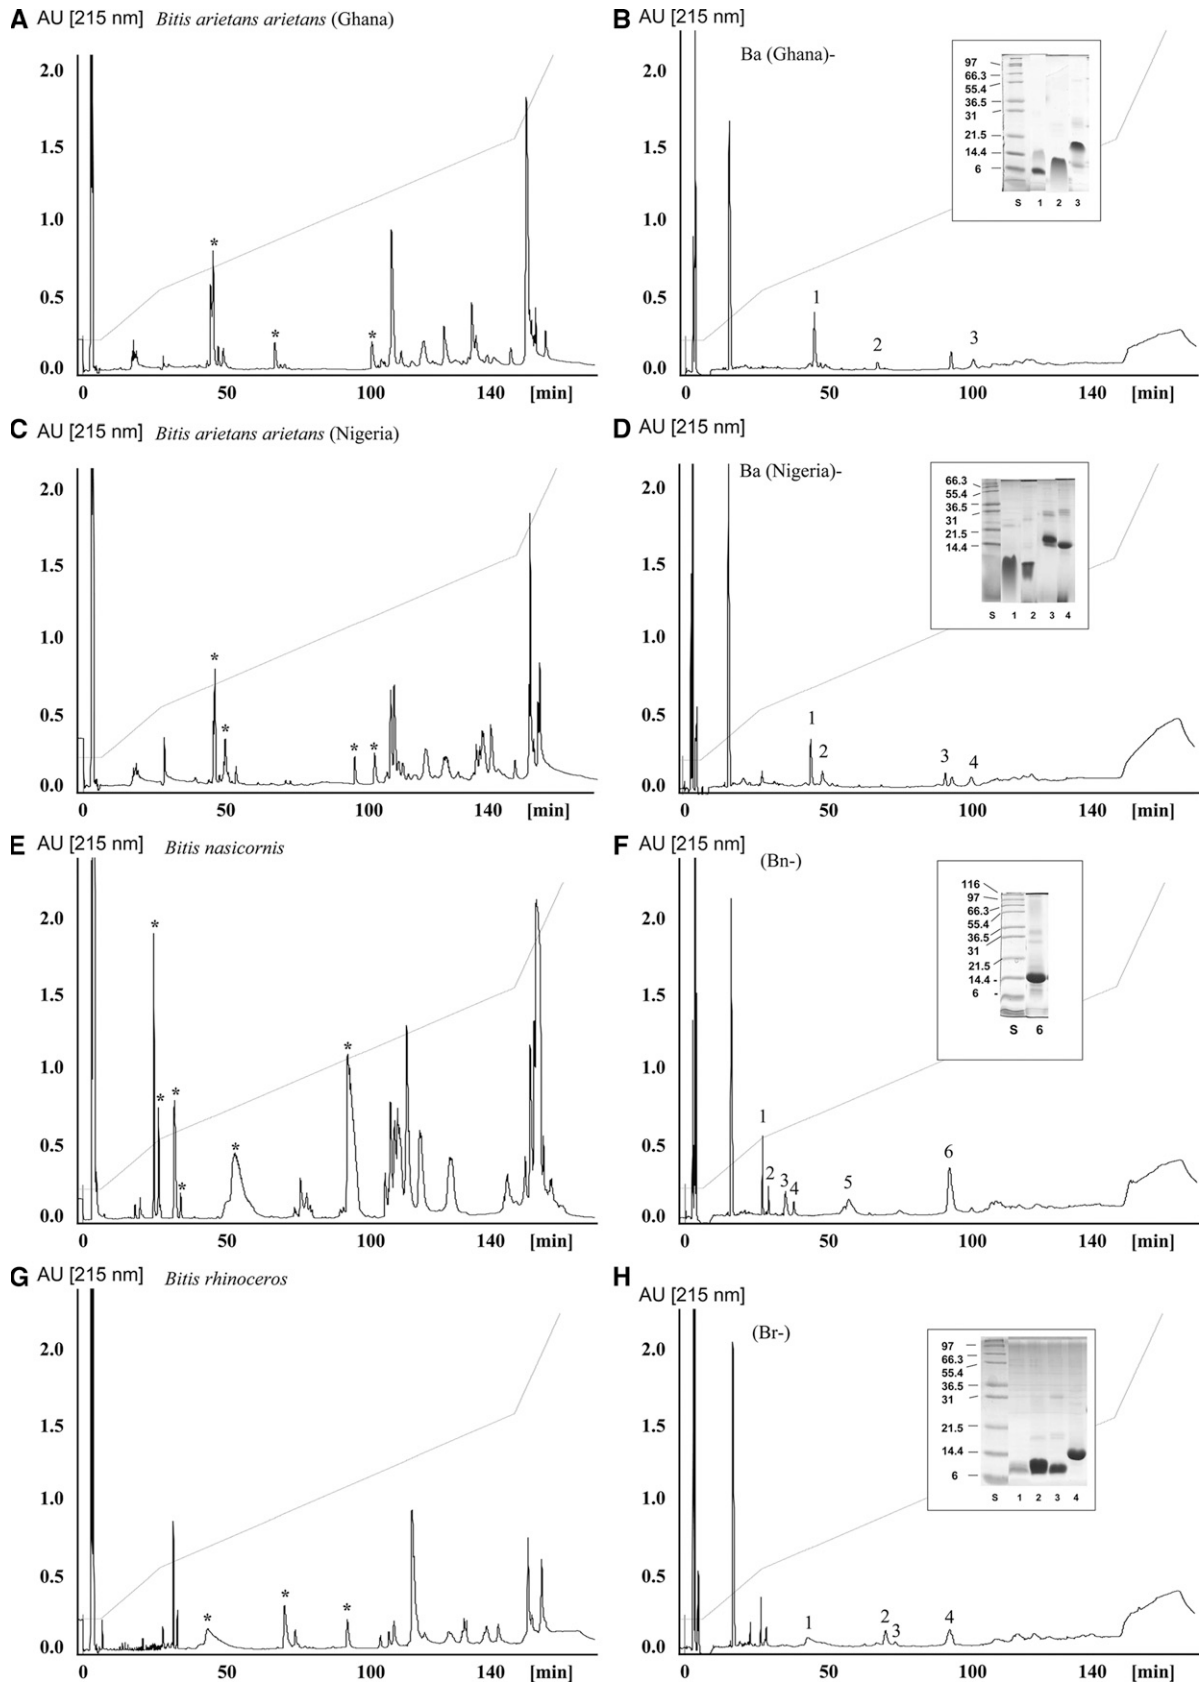 A AU [215 nm] Bitis arietans arietans (Ghana)
2.0
1.5
1.0
0.5
0.0
* * *
0 50 100 140 [min]
B AU [215 nm]
Ba (Ghana)-
2.0
1.5
1.0
0.5
0.0
97
66.3
55.4
36.5
31
21.5
14.4
6
S 1 2 3
1 2 3
0 50 100 140 [min]
C AU [215 nm] Bitis arietans arietans (Nigeria)
2.0
1.5
1.0
0.5
0.0
* * * *
0 50 100 140 [min]
D AU [215 nm]
Ba (Nigeria)-
2.0
1.5
1.0
0.5
0.0
66.3
55.4
36.5
31
21.5
14.4
S 1 2 3 4
1 2 3 4
0 50 100 140 [min]
E AU [215 nm] Bitis nasicornis
2.0
1.5
1.0
0.5
0.0
* * * * * *
0 50 100 140 [min]
F AU [215 nm]
(Bn-)
2.0
1.5
1.0
0.5
0.0
116
97
66.3
55.4
36.5
31
21.5
14.4
6
S 6
1 2 3 4 5 6
0 50 100 140 [min]
G AU [215 nm] Bitis rhinoceros
2.0
1.5
1.0
0.5
0.0
* * *
0 50 100 140 [min]
H AU [215 nm]
(Br-)
2.0
1.5
1.0
0.5
0.0
97
66.3
55.4
36.5
31
21.5
14.4
6
S 1 2 3 4
1 2 3 4
0 50 100 140 [min]